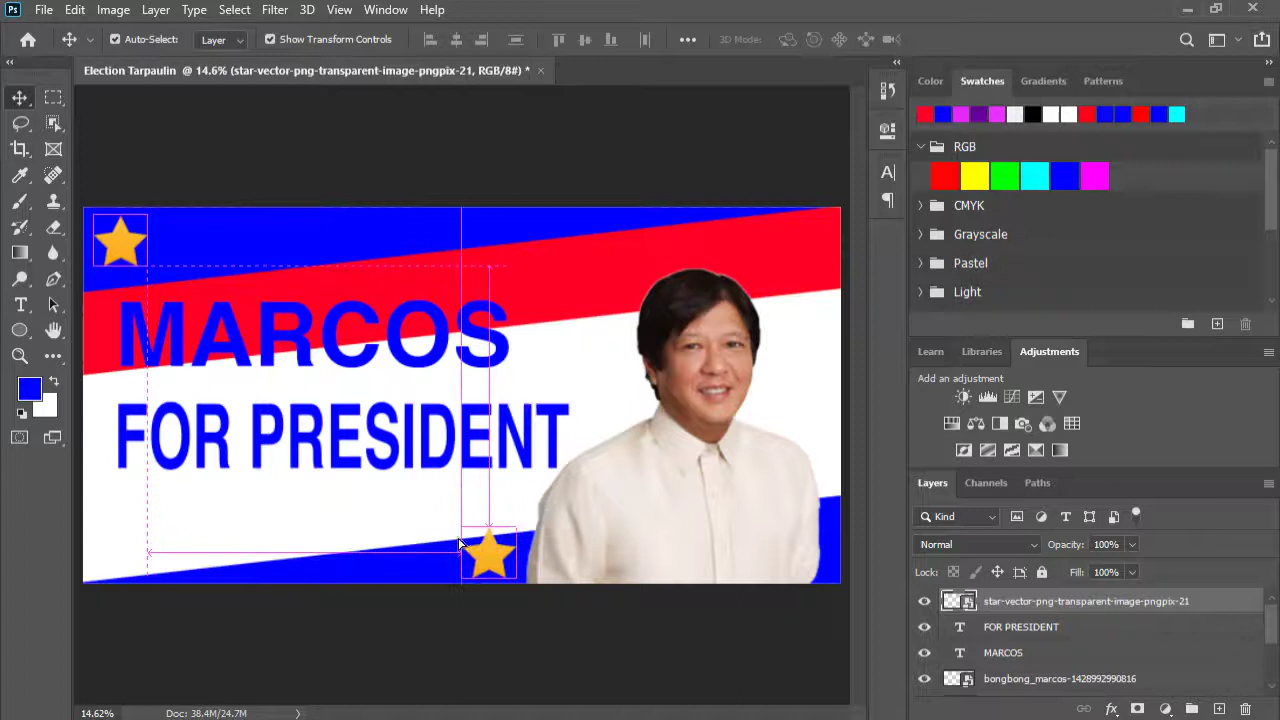 Ps File Edit Image Layer Type Select Filter 3D View Window Help
Auto-Select: Layer Show Transform Controls 3D Mode:
Election Tarpaulin @ 14.6% (star-vector-png-transparent-image-pngpix-21, RGB/8#) *
Color Swatches Gradients Patterns
RGB
CMYK
Grayscale
Pastel
Light
MARCOS
FOR PRESIDENT
Learn Libraries Adjustments
Add an adjustment
Layers Channels Paths
Kind
Normal Opacity: 100%
Lock: Fill: 100%
star-vector-png-transparent-image-pngpix-21
T FOR PRESIDENT
T MARCOS
bongbong_marcos-1428992990816
14.62% Doc: 38.4M/24.7M
fx